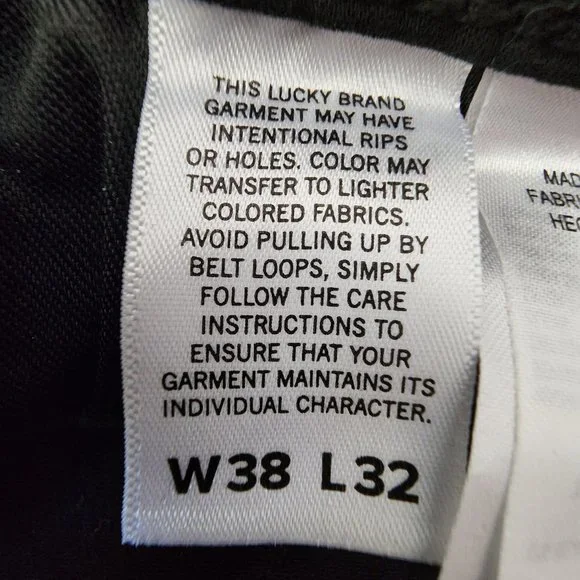 THIS LUCKY BRAND
GARMENT MAY HAVE
INTENTIONAL RIPS
OR HOLES. COLOR MAY
TRANSFER TO LIGHTER
COLORED FABRICS.
AVOID PULLING UP BY
BELT LOOPS, SIMPLY
FOLLOW THE CARE
INSTRUCTIONS TO
ENSURE THAT YOUR
GARMENT MAINTAINS ITS
INDIVIDUAL CHARACTER.
W38 L32